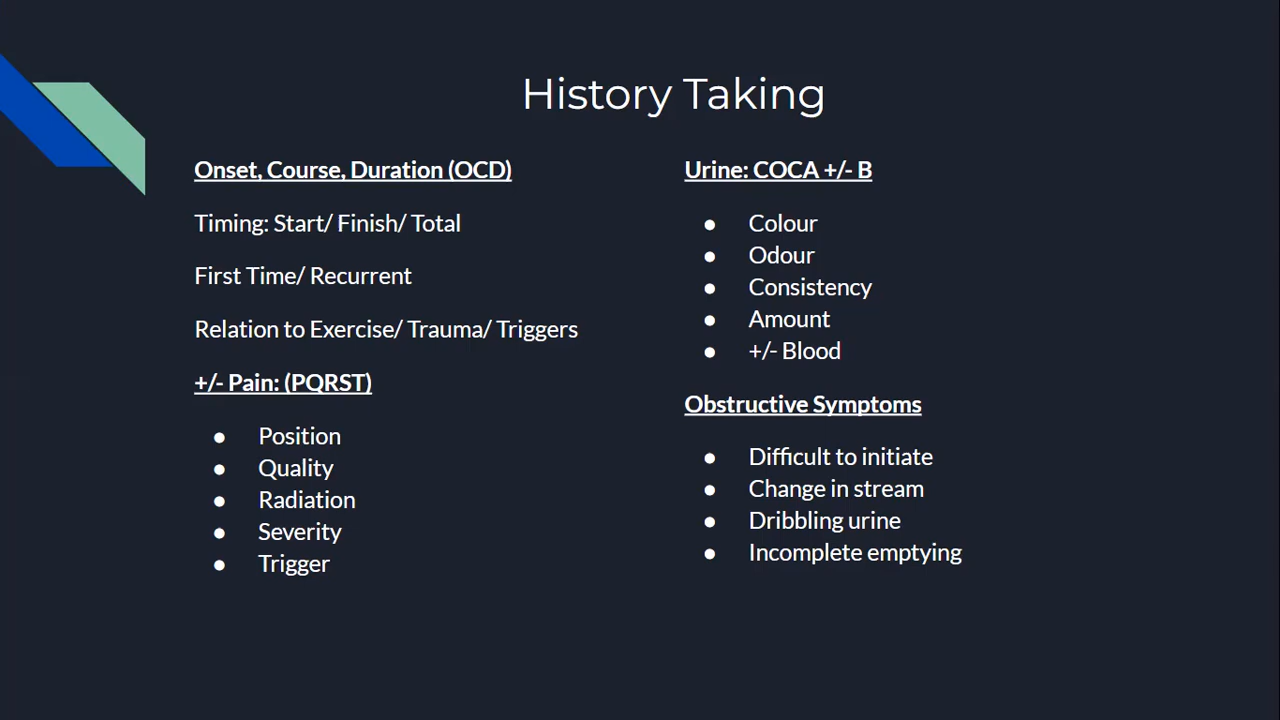 History Taking
Onset, Course, Duration (OCD)
Timing: Start/ Finish/ Total
First Time/ Recurrent
Relation to Exercise/ Trauma/ Triggers
+/- Pain: (PQRST)
● Position
● Quality
● Radiation
● Severity
● Trigger
Urine: COCA +/- B
● Colour
● Odour
● Consistency
● Amount
● +/- Blood
Obstructive Symptoms
● Difficult to initiate
● Change in stream
● Dribbling urine
● Incomplete emptying